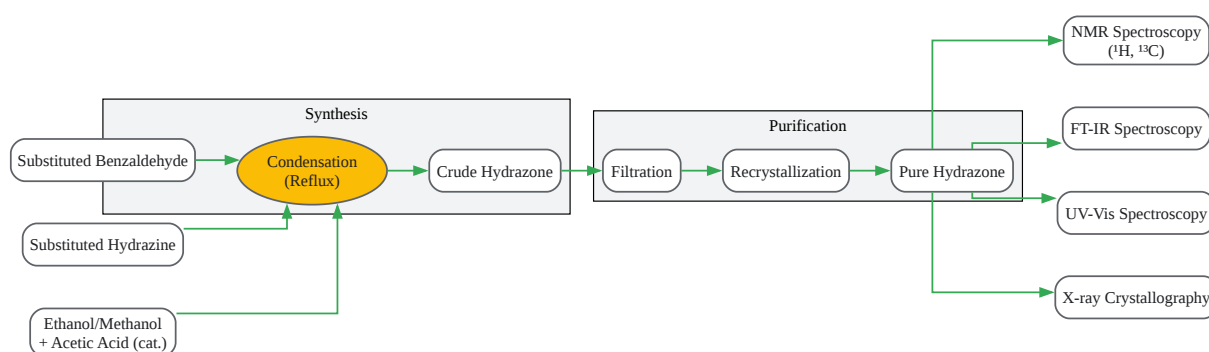 Synthesis
Substituted Benzaldehyde
Condensation
(Reflux)
Crude Hydrazone
Substituted Hydrazine
Ethanol/Methanol
+ Acetic Acid (cat.)
Purification
Filtration
Recrystallization
Pure Hydrazone
NMR Spectroscopy
(¹H, ¹³C)
FT-IR Spectroscopy
UV-Vis Spectroscopy
X-ray Crystallography